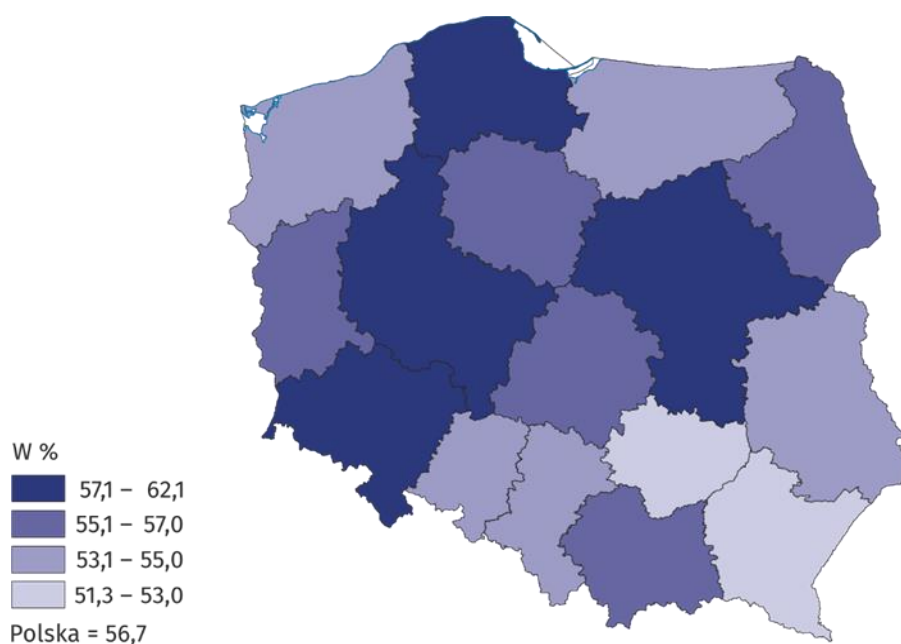 W %
57,1 – 62,1
55,1 – 57,0
53,1 – 55,0
51,3 – 53,0
Polska = 56,7